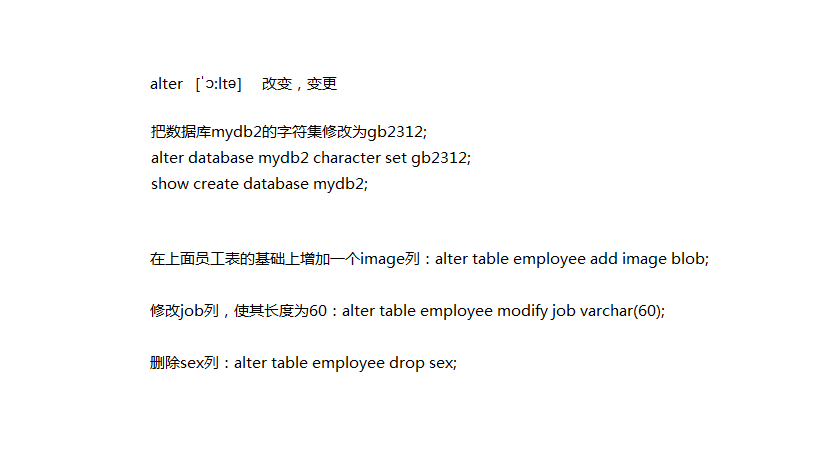 alter   [ˈɔ:ltə]     改变，变更
把数据库mydb2的字符集修改为gb2312;
alter database mydb2 character set gb2312;
show create database mydb2;
在上面员工表的基础上增加一个image列：alter table employee add image blob;
修改job列，使其长度为60：alter table employee modify job varchar(60);
删除sex列：alter table employee drop sex;